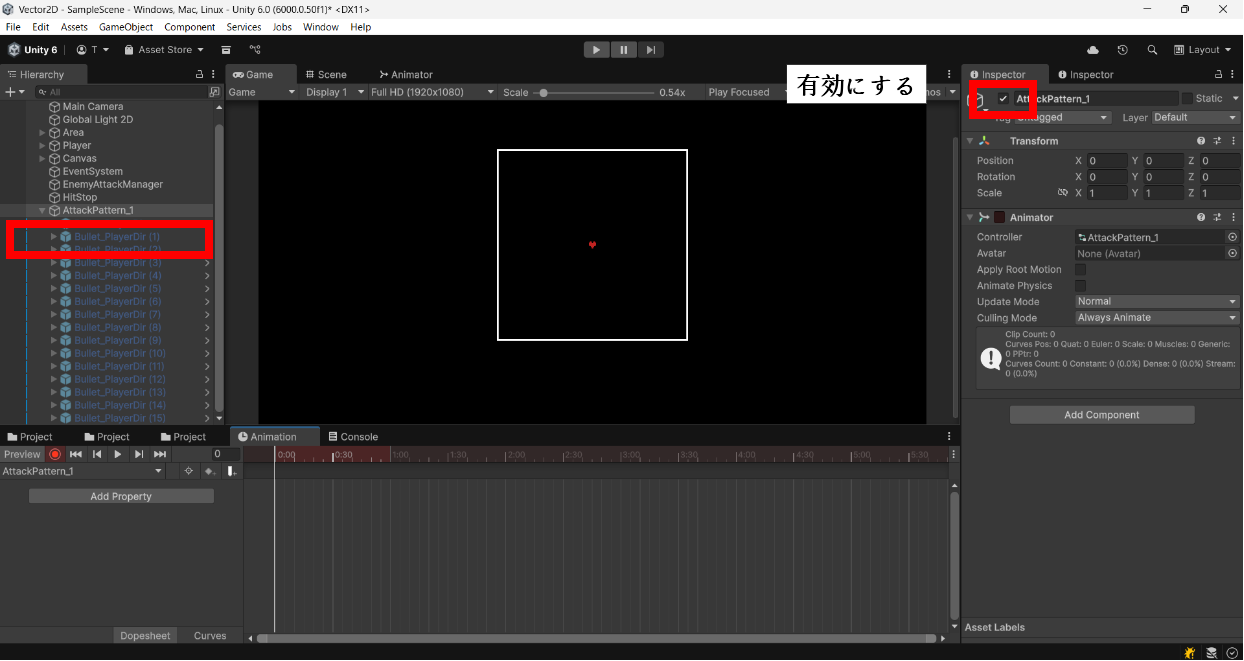 Vector2D - SampleScene - Windows, Mac, Linux - Unity 6.0 (6000.0.50f1)* <DX11>
File Edit Assets GameObject Component Services Jobs Window Help
Unity 6 T Asset Store Layout
Hierarchy
All
Main Camera
Global Light 2D
Area
Player
Canvas
EventSystem
EnemyAttackManager
HitStop
AttackPattern_1
Bullet_PlayerDir (1)
Bullet_PlayerDir (2)
Bullet_PlayerDir (3)
Bullet_PlayerDir (4)
Bullet_PlayerDir (5)
Bullet_PlayerDir (6)
Bullet_PlayerDir (7)
Bullet_PlayerDir (8)
Bullet_PlayerDir (9)
Bullet_PlayerDir (10)
Bullet_PlayerDir (11)
Bullet_PlayerDir (12)
Bullet_PlayerDir (13)
Bullet_PlayerDir (14)
Bullet_PlayerDir (15)
Game Scene Animator
Game Display 1 Full HD (1920x1080) Scale 0.54x Play Focused
有効にする
Inspector Inspector
AttackPattern_1 Static
Untagged Layer Default
Transform
Position X 0 Y 0 Z 0
Rotation X 0 Y 0 Z 0
Scale X 1 Y 1 Z 1
Animator
Controller AttackPattern_1
Avatar None (Avatar)
Apply Root Motion
Animate Physics
Update Mode Normal
Culling Mode Always Animate
Clip Count: 0
Curves Pos: 0 Quat: 0 Euler: 0 Scale: 0 Muscles: 0 Generic:
0 PPtr: 0
Curves Count: 0 Constant: 0 (0.0%) Dense: 0 (0.0%) Stream:
0 (0.0%)
Add Component
Asset Labels
Project Project Project Animation Console
Preview 0
0:00 0:30 1:00 1:30 2:00 2:30 3:00 3:30 4:00 4:30 5:00 5:30
AttackPattern_1
Add Property
Dopesheet Curves